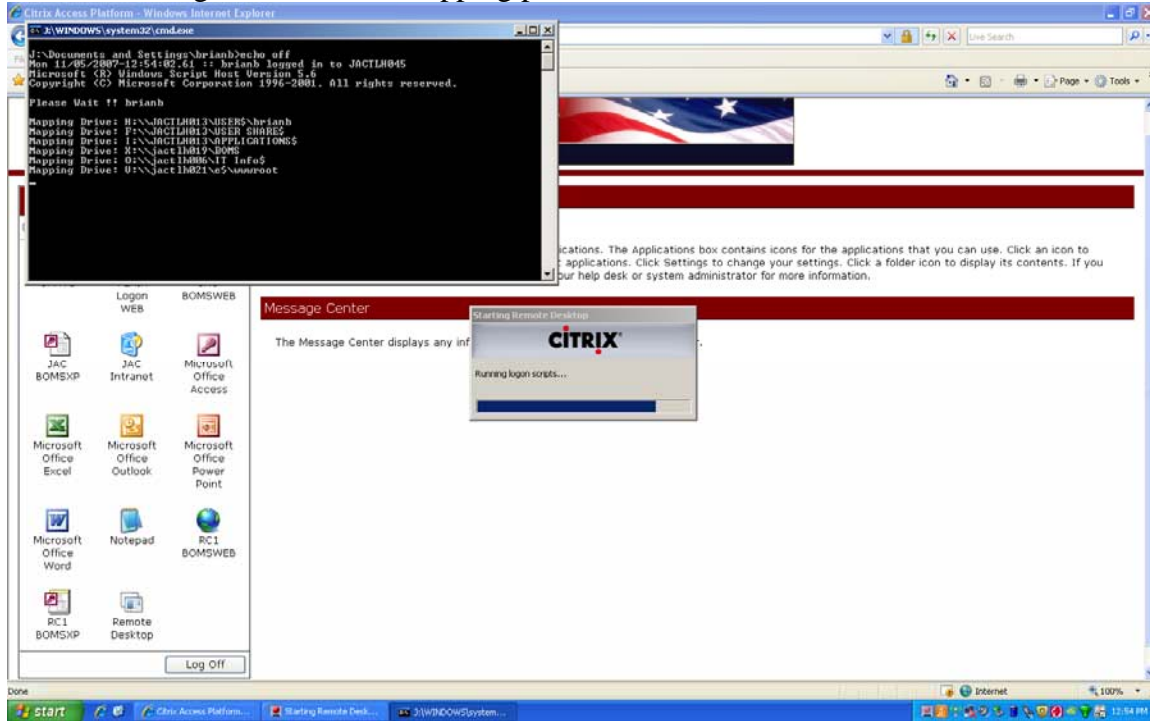 Citrix Access Platform - Windows Internet Explorer
J:\WINDOWS\system32\cmd.exe
J:\Documents and Settings\brianb>echo off
Mon 11/05/2007-12:54:02.61 :: brianb logged in to JACTLH045
Microsoft (R) Windows Script Host Version 5.6
Copyright (C) Microsoft Corporation 1996-2001. All rights reserved.
Please Wait !! brianb
Mapping Drive: H:\\JACTLH013\USER$\brianb
Mapping Drive: F:\\JACTLH013\USER SHARE$
Mapping Drive: I:\\JACTLH013\APPLICATIONS$
Mapping Drive: X:\\jactlh019\BOMS
Mapping Drive: O:\\jactlh006\IT Info$
Mapping Drive: U:\\jactlh021\e$\wwwroot
Live Search
Page
Tools
ications. The Applications box contains icons for the applications that you can use. Click an icon to
applications. Click Settings to change your settings. Click a folder icon to display its contents. If you
our help desk or system administrator for more information.
Logon
WEB
BOMSWEB
Message Center
The Message Center displays any inf
Starting Remote Desktop
CITRIX
Running logon scripts...
JAC
BOMSXP
JAC
Intranet
Microsoft
Office
Access
Microsoft
Office
Excel
Microsoft
Office
Outlook
Microsoft
Office
Power
Point
Microsoft
Office
Word
Notepad
RC1
BOMSWEB
RC1
BOMSXP
Remote
Desktop
Log Off
Done
Internet
100%
start
Citrix Access Platform...
Starting Remote Desk...
J:\WINDOWS\system...
12:54 PM